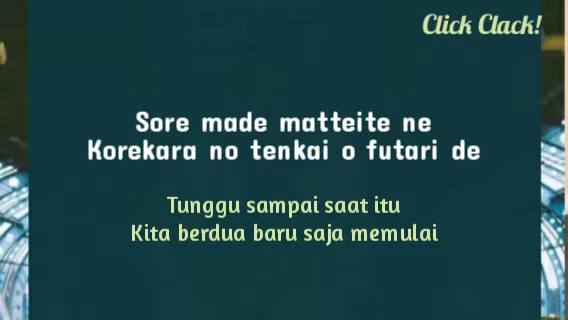 Click Clack!
Sore made matteite ne
Korekara no tenkai o futari de
Tunggu sampai saat itu
Kita berdua baru saja memulai